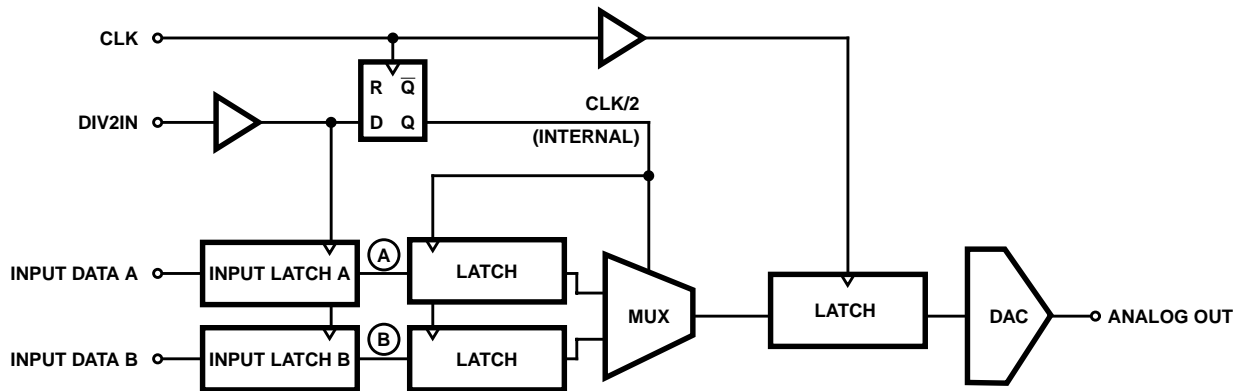 CLK
R Q̅
D Q
DIV2IN
CLK/2
(INTERNAL)
INPUT DATA A
INPUT LATCH A
A
LATCH
MUX
LATCH
DAC
ANALOG OUT
INPUT DATA B
INPUT LATCH B
B
LATCH